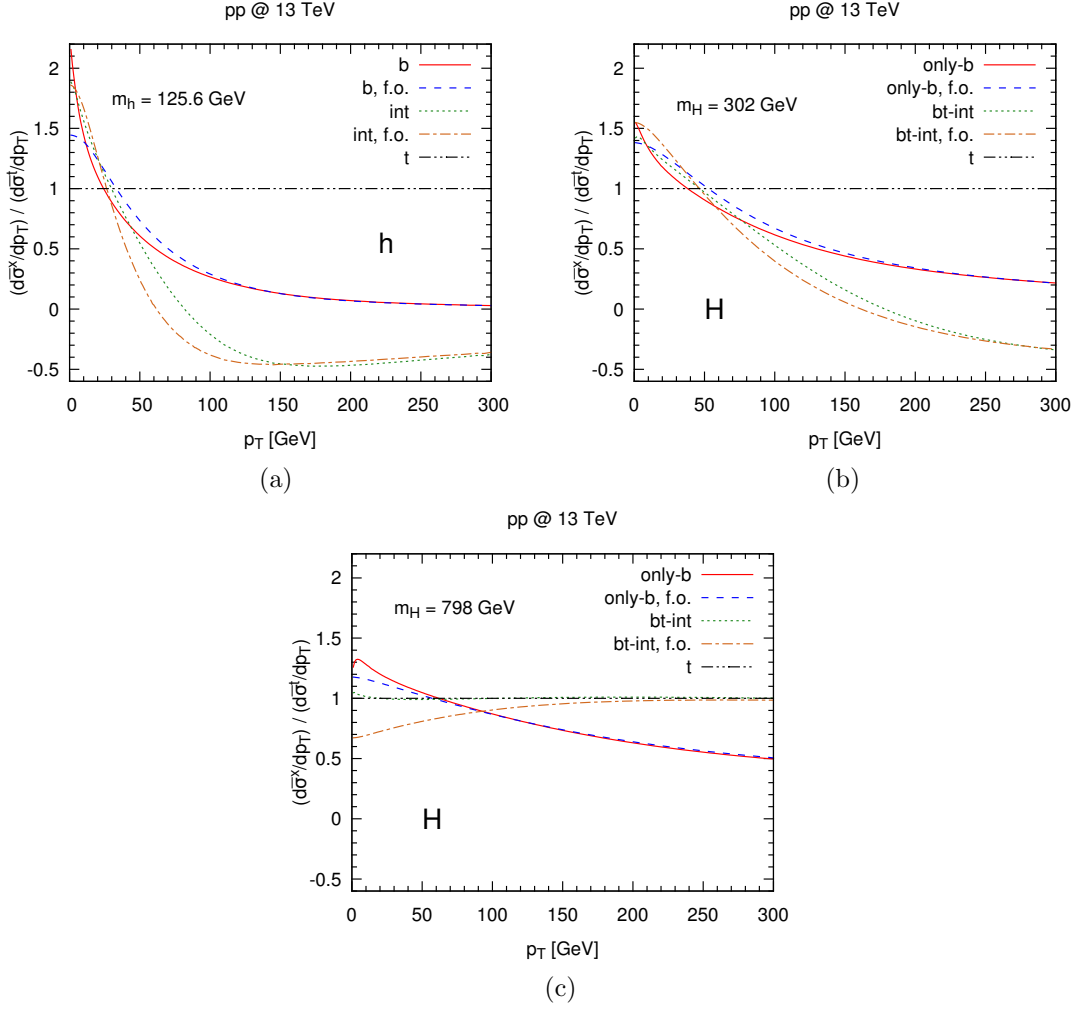 pp @ 13 TeV
2
1.5
1
0.5
0
-0.5
(dσ̅ˣ/dp_T) / (dσ̅ᵗ/dp_T)
m_h = 125.6 GeV
b
b, f.o.
int
int, f.o.
t
h
0 50 100 150 200 250 300
p_T [GeV]
(a)
pp @ 13 TeV
2
1.5
1
0.5
0
-0.5
(dσ̅ˣ/dp_T) / (dσ̅ᵗ/dp_T)
m_H = 302 GeV
only-b
only-b, f.o.
bt-int
bt-int, f.o.
t
H
0 50 100 150 200 250 300
p_T [GeV]
(b)
pp @ 13 TeV
2
1.5
1
0.5
0
-0.5
(dσ̅ˣ/dp_T) / (dσ̅ᵗ/dp_T)
m_H = 798 GeV
only-b
only-b, f.o.
bt-int
bt-int, f.o.
t
H
0 50 100 150 200 250 300
p_T [GeV]
(c)